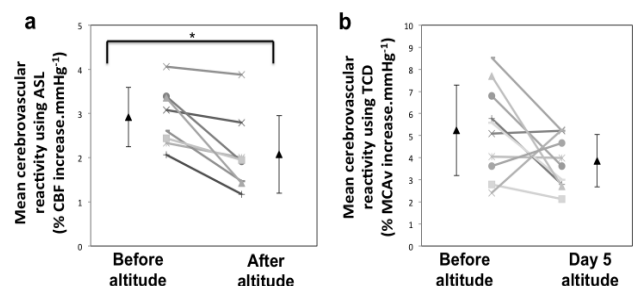 a
*
Mean cerebrovascular
reactivity using ASL
(% CBF increase.mmHg-1)
5
4
3
2
1
0
Before
altitude
After
altitude
b
Mean cerebrovascular
reactivity using TCD
(% MCAv increase.mmHg-1)
10
9
8
7
6
5
4
3
2
1
0
Before
altitude
Day 5
altitude